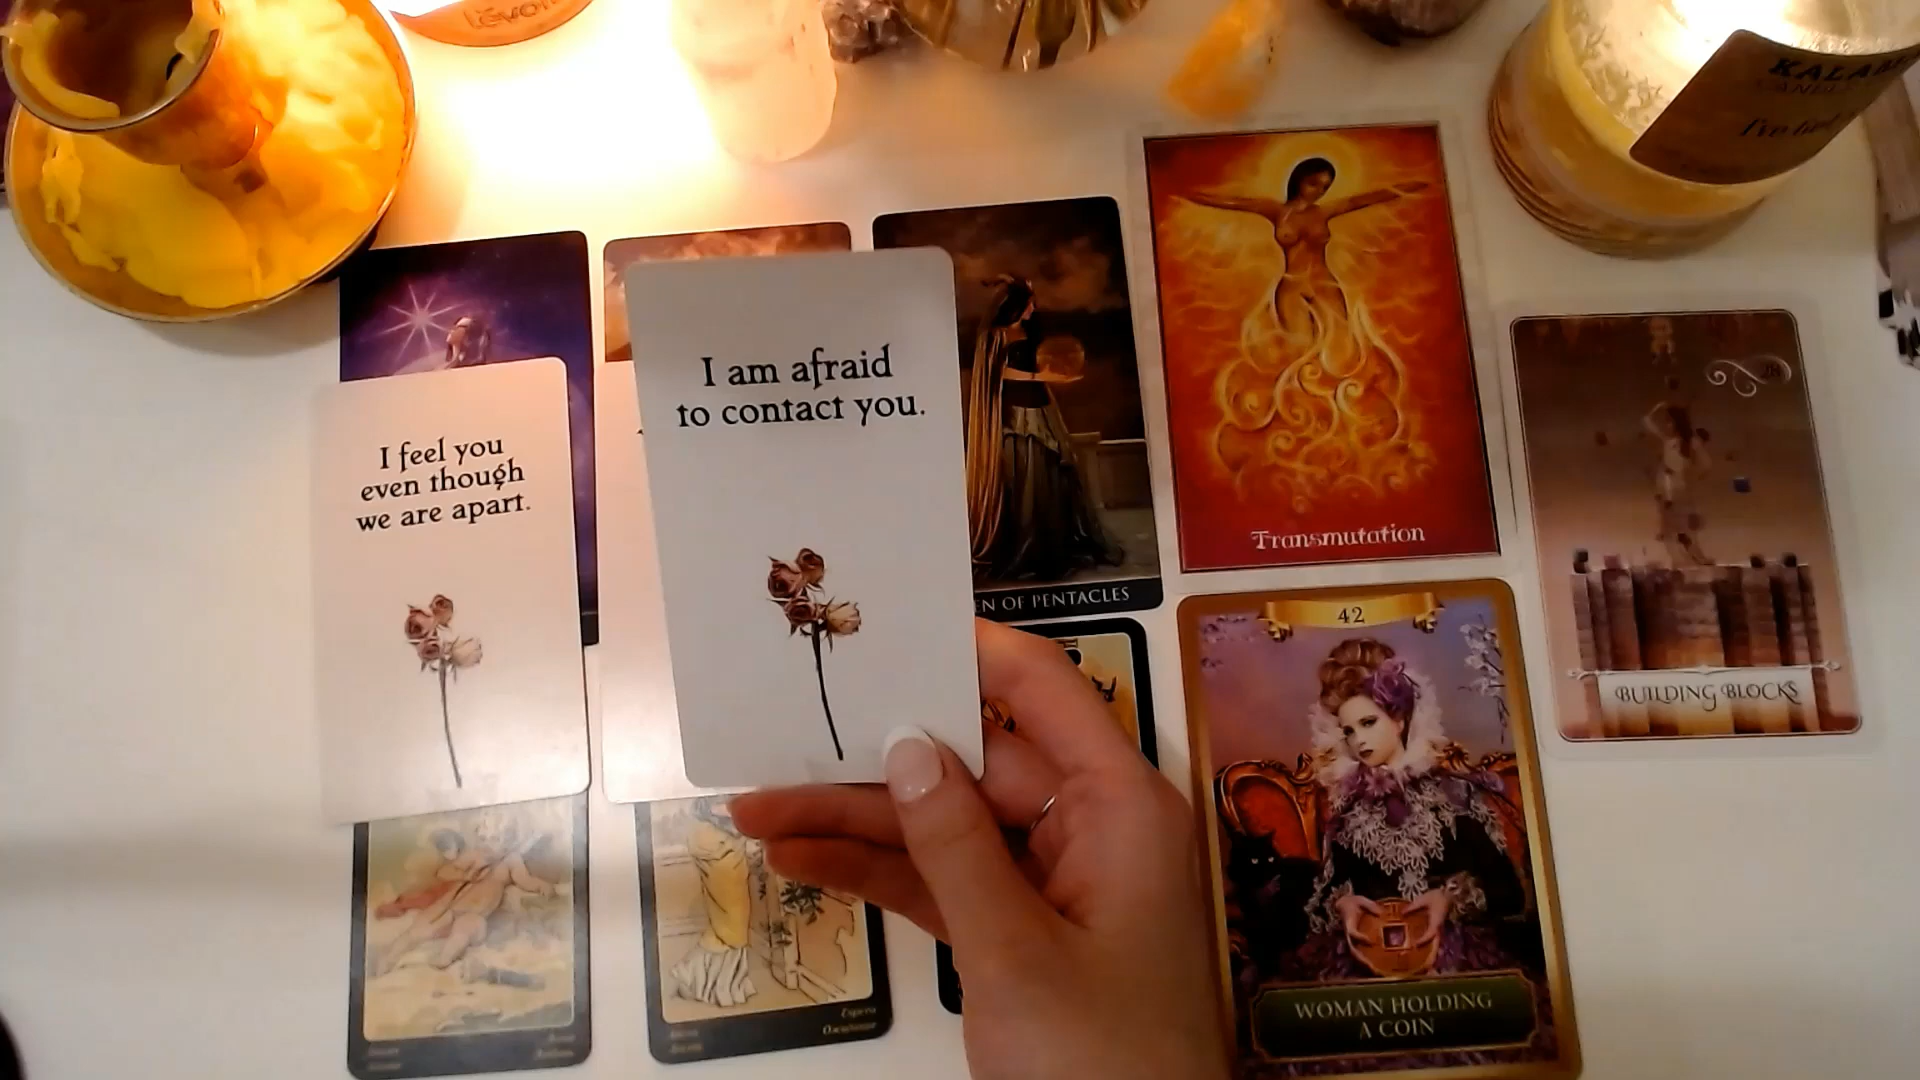 KALAB
I am afraid
to contact you.
I feel you
even though
we are apart.
EN OF PENTACLES
Transmutation
42
WOMAN HOLDING
A COIN
BUILDING BLOCKS